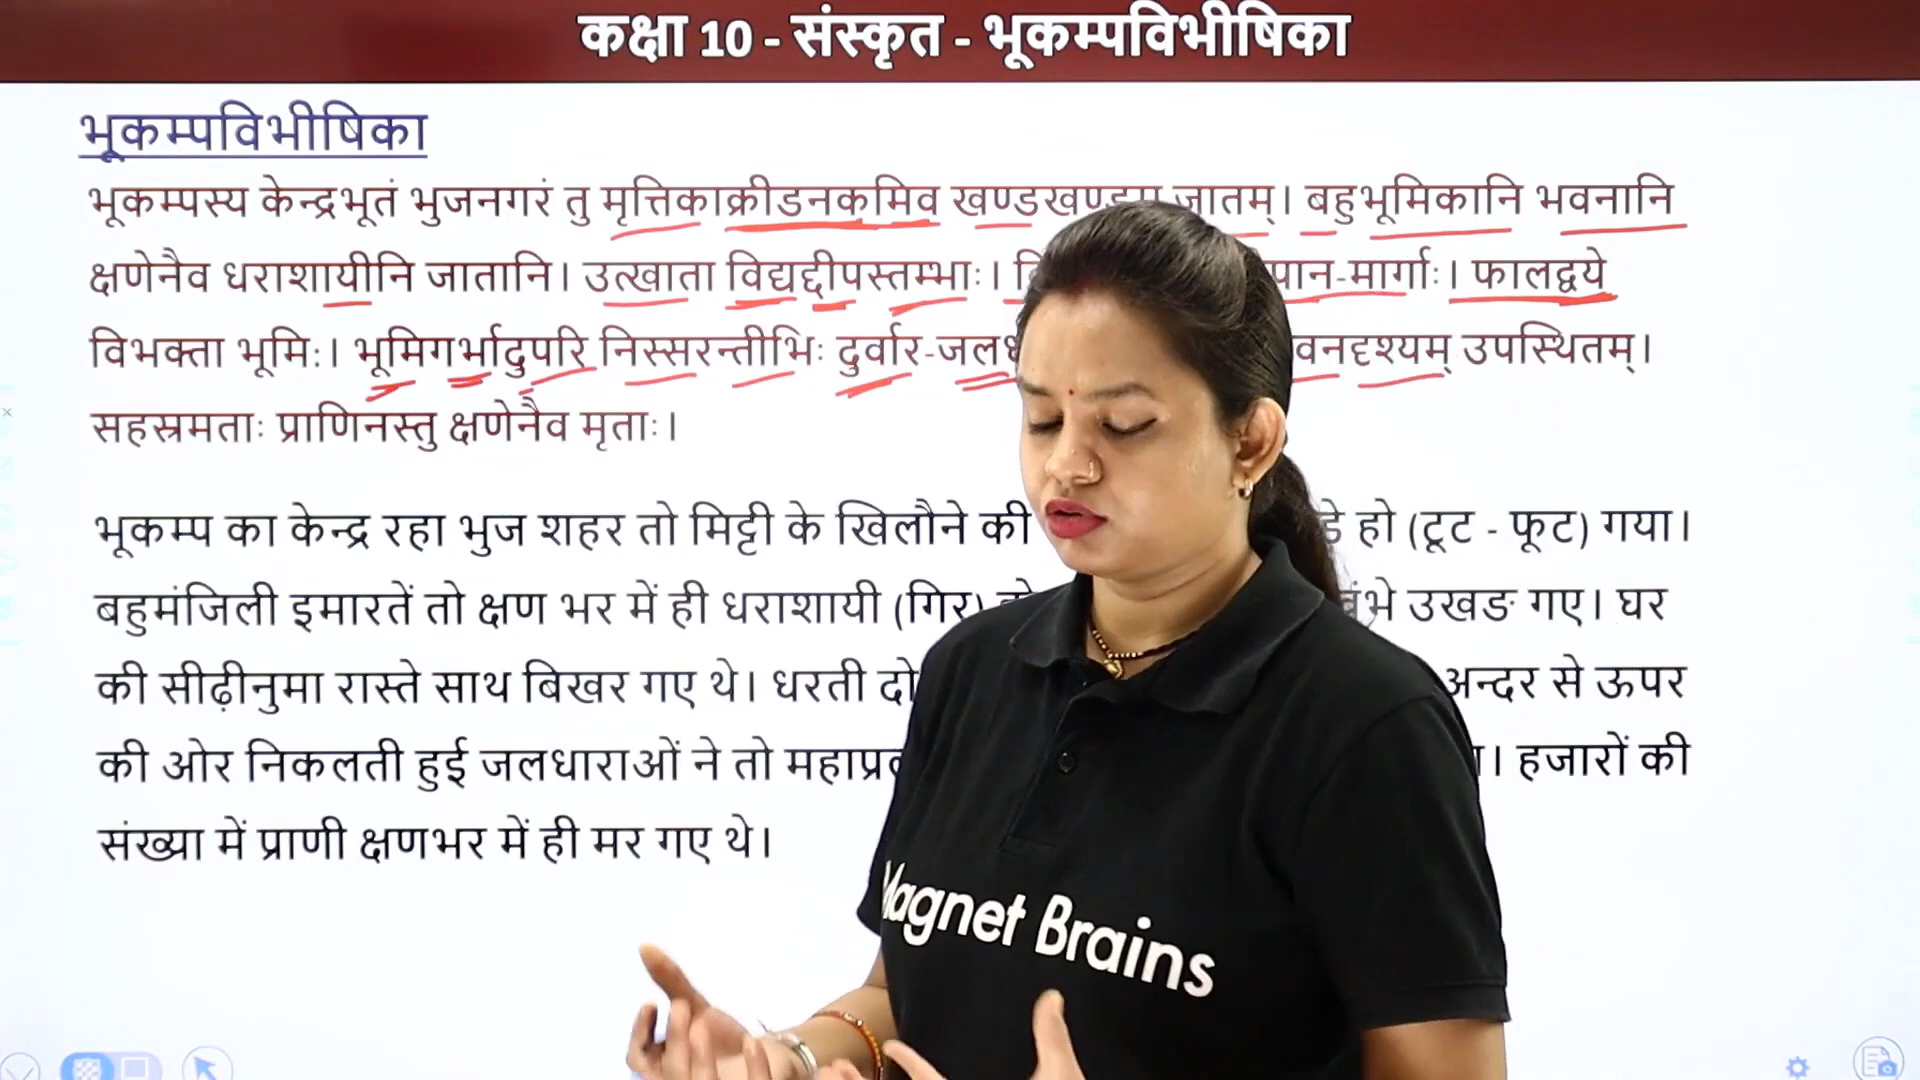 कक्षा 10 - संस्कृत - भूकम्पविभीषिका
भूकम्पविभीषिका
भूकम्पस्य केन्द्रभूतं भुजनगरं तु मृत्तिकाक्रीडनकमिव खण्डखण्डम् जातम्। बहुभूमिकानि भवनानि
क्षणेनैव धराशायीनि जातानि। उत्खाता विद्यद्दीपस्तम्भाः। पान-मार्गाः। फालद्वये
विभक्ता भूमिः। भूमिगर्भादुपरि निस्सरन्तीभिः दुर्वार-जल वनदृश्यम् उपस्थितम्।
सहस्रमताः प्राणिनस्तु क्षणेनैव मृताः।
भूकम्प का केन्द्र रहा भुज शहर तो मिट्टी के खिलौने की हो (टूट - फूट) गया।
बहुमंजिली इमारतें तो क्षण भर में ही धराशायी (गिर) खंभे उखङ गए। घर
की सीढ़ीनुमा रास्ते साथ बिखर गए थे। धरती दो अन्दर से ऊपर
की ओर निकलती हुई जलधाराओं ने तो हजारों की
संख्या में प्राणी क्षणभर में ही मर गए थे।
Magnet Brains